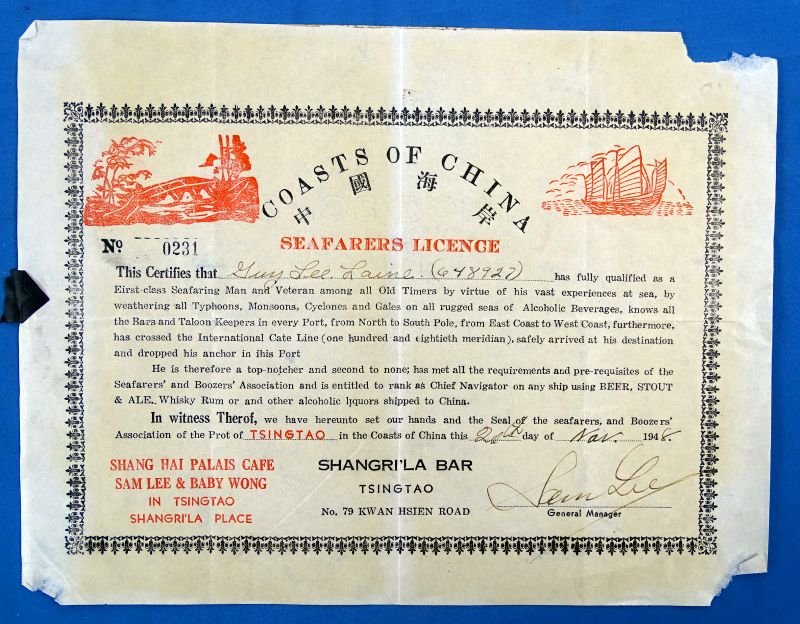 COASTS OF CHINA
中 國 海 岸
SEAFARERS LICENCE
No 0231
This Certifies that Guy Lee Laine (6489227) has fully qualified as a
Eirst-class Seafaring Man and Veteran among all Old Timers by virtue of his vast experiences at sea, by
weathering all Typhoons, Monsoons, Cyclones and Gales on all rugged seas of Alcoholic Beverages, knows all
the Bars and Taloon Keepers in every Port, from North to South Pole, from East Coast to West Coast, furthermore,
has crossed the International Cate Line (one hundred and eightieth meridian), safely arrived at his destination
and dropped his anchor in ihis Port
He is therefore a top-notcher and second to none; has met all the requirements and pre-requisites of the
Seafarers' and Boozers' Association and is entitled to rank as Chief Navigator on any ship using BEER, STOUT
& ALE, Whisky Rum or and other alcoholic liquors shipped to China.
In witness Therof, we have hereunto set our hands and the Seal of the seafarers, and Boozers'
Association of the Prot of TSINGTAO in the Coasts of China this 20th day of Nov. 1948.
SHANG HAI PALAIS CAFE
SAM LEE & BABY WONG
IN TSINGTAO
SHANGRI'LA PLACE
SHANGRI'LA BAR
TSINGTAO
No. 79 KWAN HSIEN ROAD
Sam Lee
General Manager